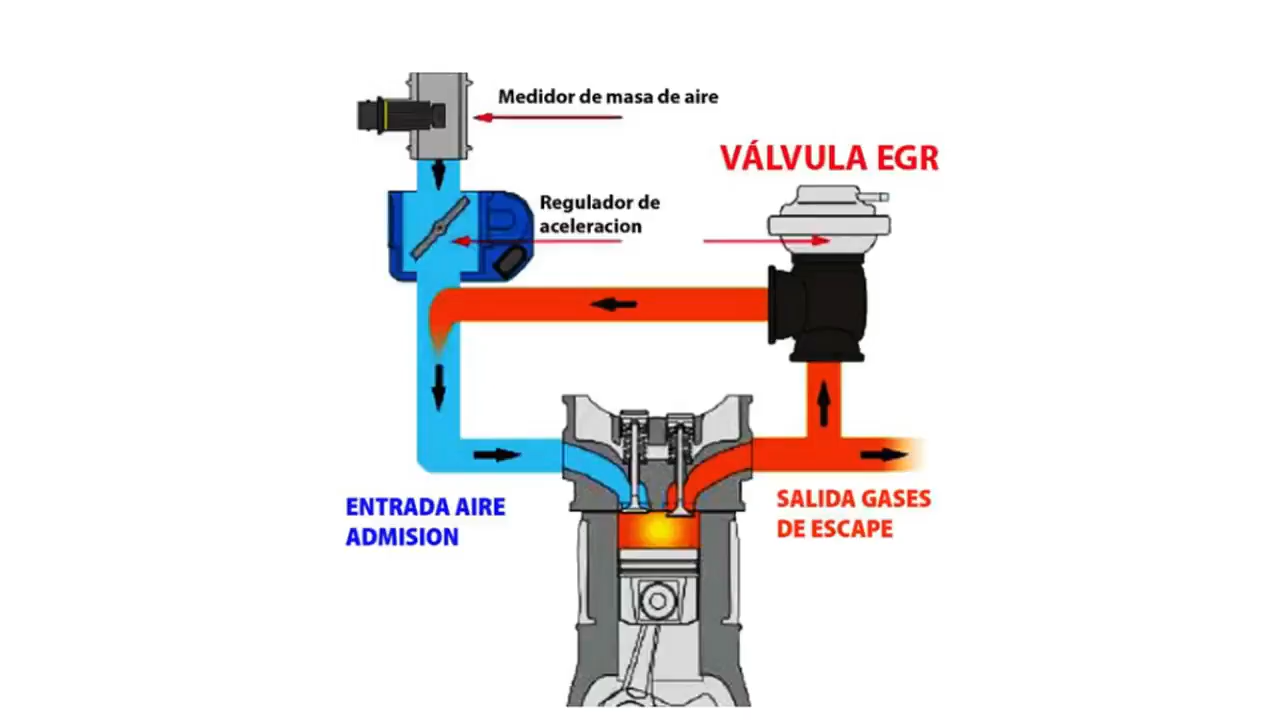 Medidor de masa de aire
VÁLVULA EGR
Regulador de
aceleracion
ENTRADA AIRE
ADMISION
SALIDA GASES
DE ESCAPE